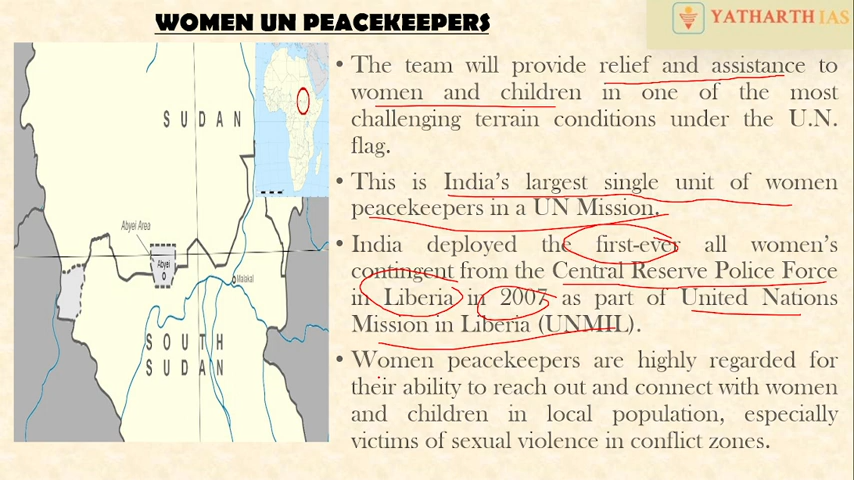 WOMEN UN PEACEKEEPERS
YATHARTH IAS
SUDAN
Abyei Area
Abyei
Malakal
SOUTH
SUDAN
• The team will provide relief and assistance to
women and children in one of the most
challenging terrain conditions under the U.N.
flag.
• This is India's largest single unit of women
peacekeepers in a UN Mission.
• India deployed the first-ever all women's
contingent from the Central Reserve Police Force
in Liberia in 2007, as part of United Nations
Mission in Liberia (UNMIL).
• Women peacekeepers are highly regarded for
their ability to reach out and connect with women
and children in local population, especially
victims of sexual violence in conflict zones.